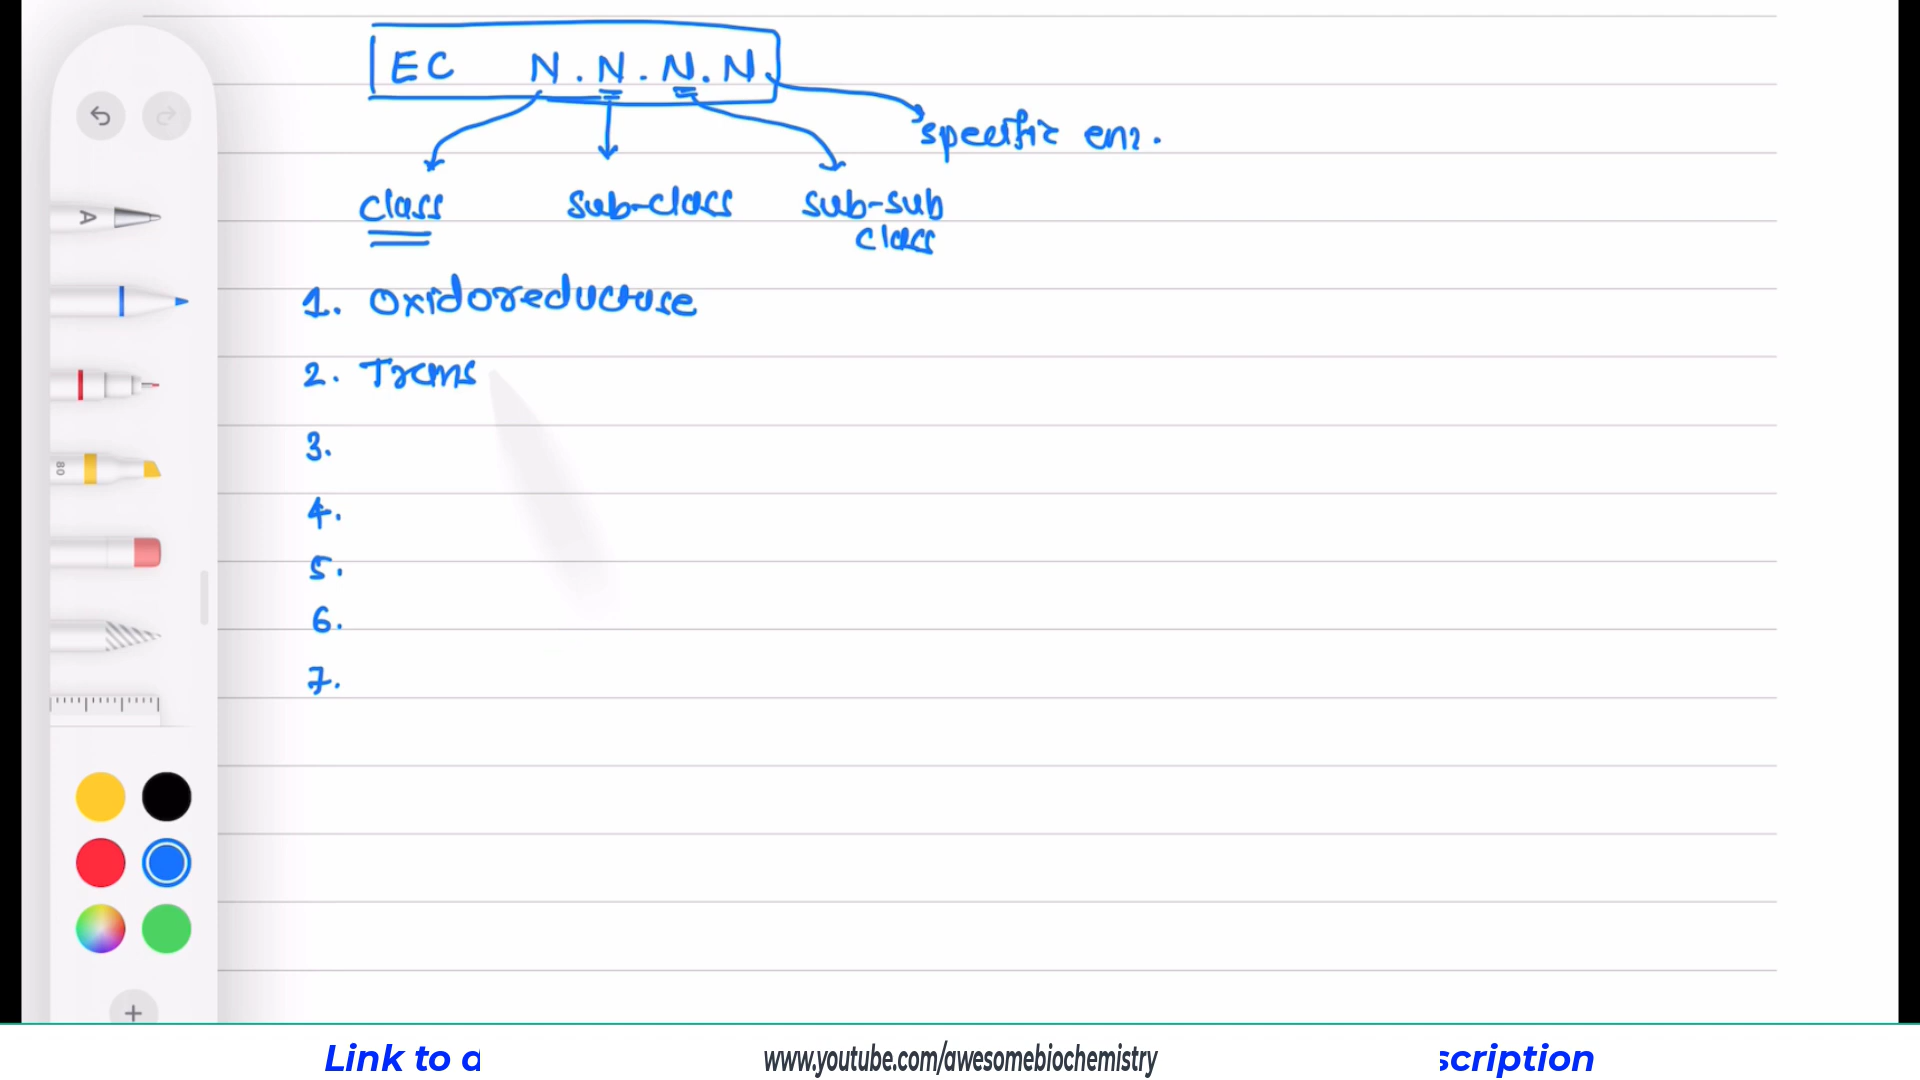 EC N.N.N.N.
specific enz.
class sub-class sub-sub
class
1. Oxidoreductase
2. Trans
3.
4.
5.
6.
7.
A
80
Link to a www.youtube.com/awesomebiochemistry scription